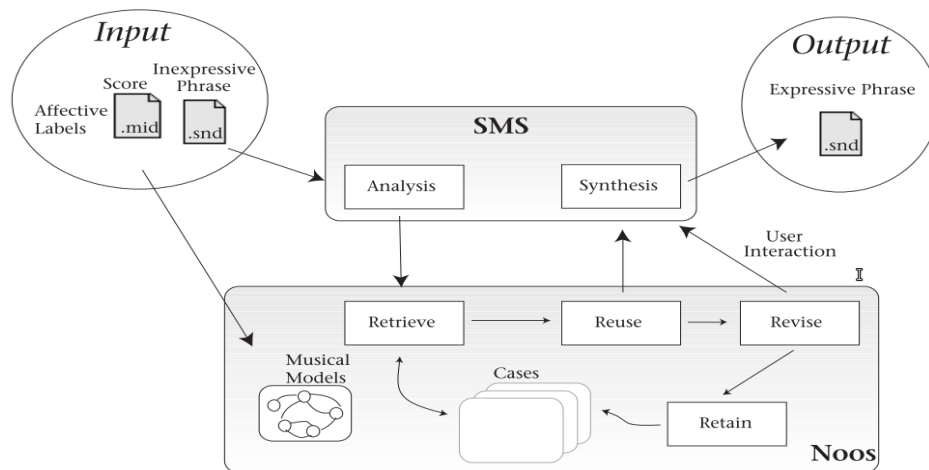 Input
Output
Score
Inexpressive
Phrase
Affective
Labels
.mid
.snd
Expressive Phrase
.snd
SMS
Analysis
Synthesis
User
Interaction
Retrieve
Reuse
Revise
Musical
Models
Cases
Retain
Noos